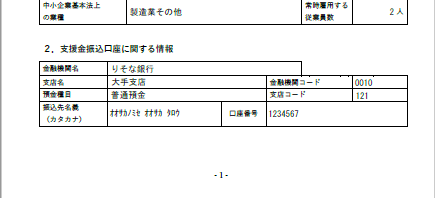 中小企業基本法上 製造業その他 常時雇用する 2人
の業種 従業員数
２．支援金振込口座に関する情報
金融機関名 りそな銀行
支店名 大手支店 金融機関コード 0010
預金種目 普通預金 支店コード 121
振込先名義 ｵｵｻｶﾉﾐｾ ｵｵｻｶ ﾀﾛｳ 口座番号 1234567
（カタカナ）
- 1 -